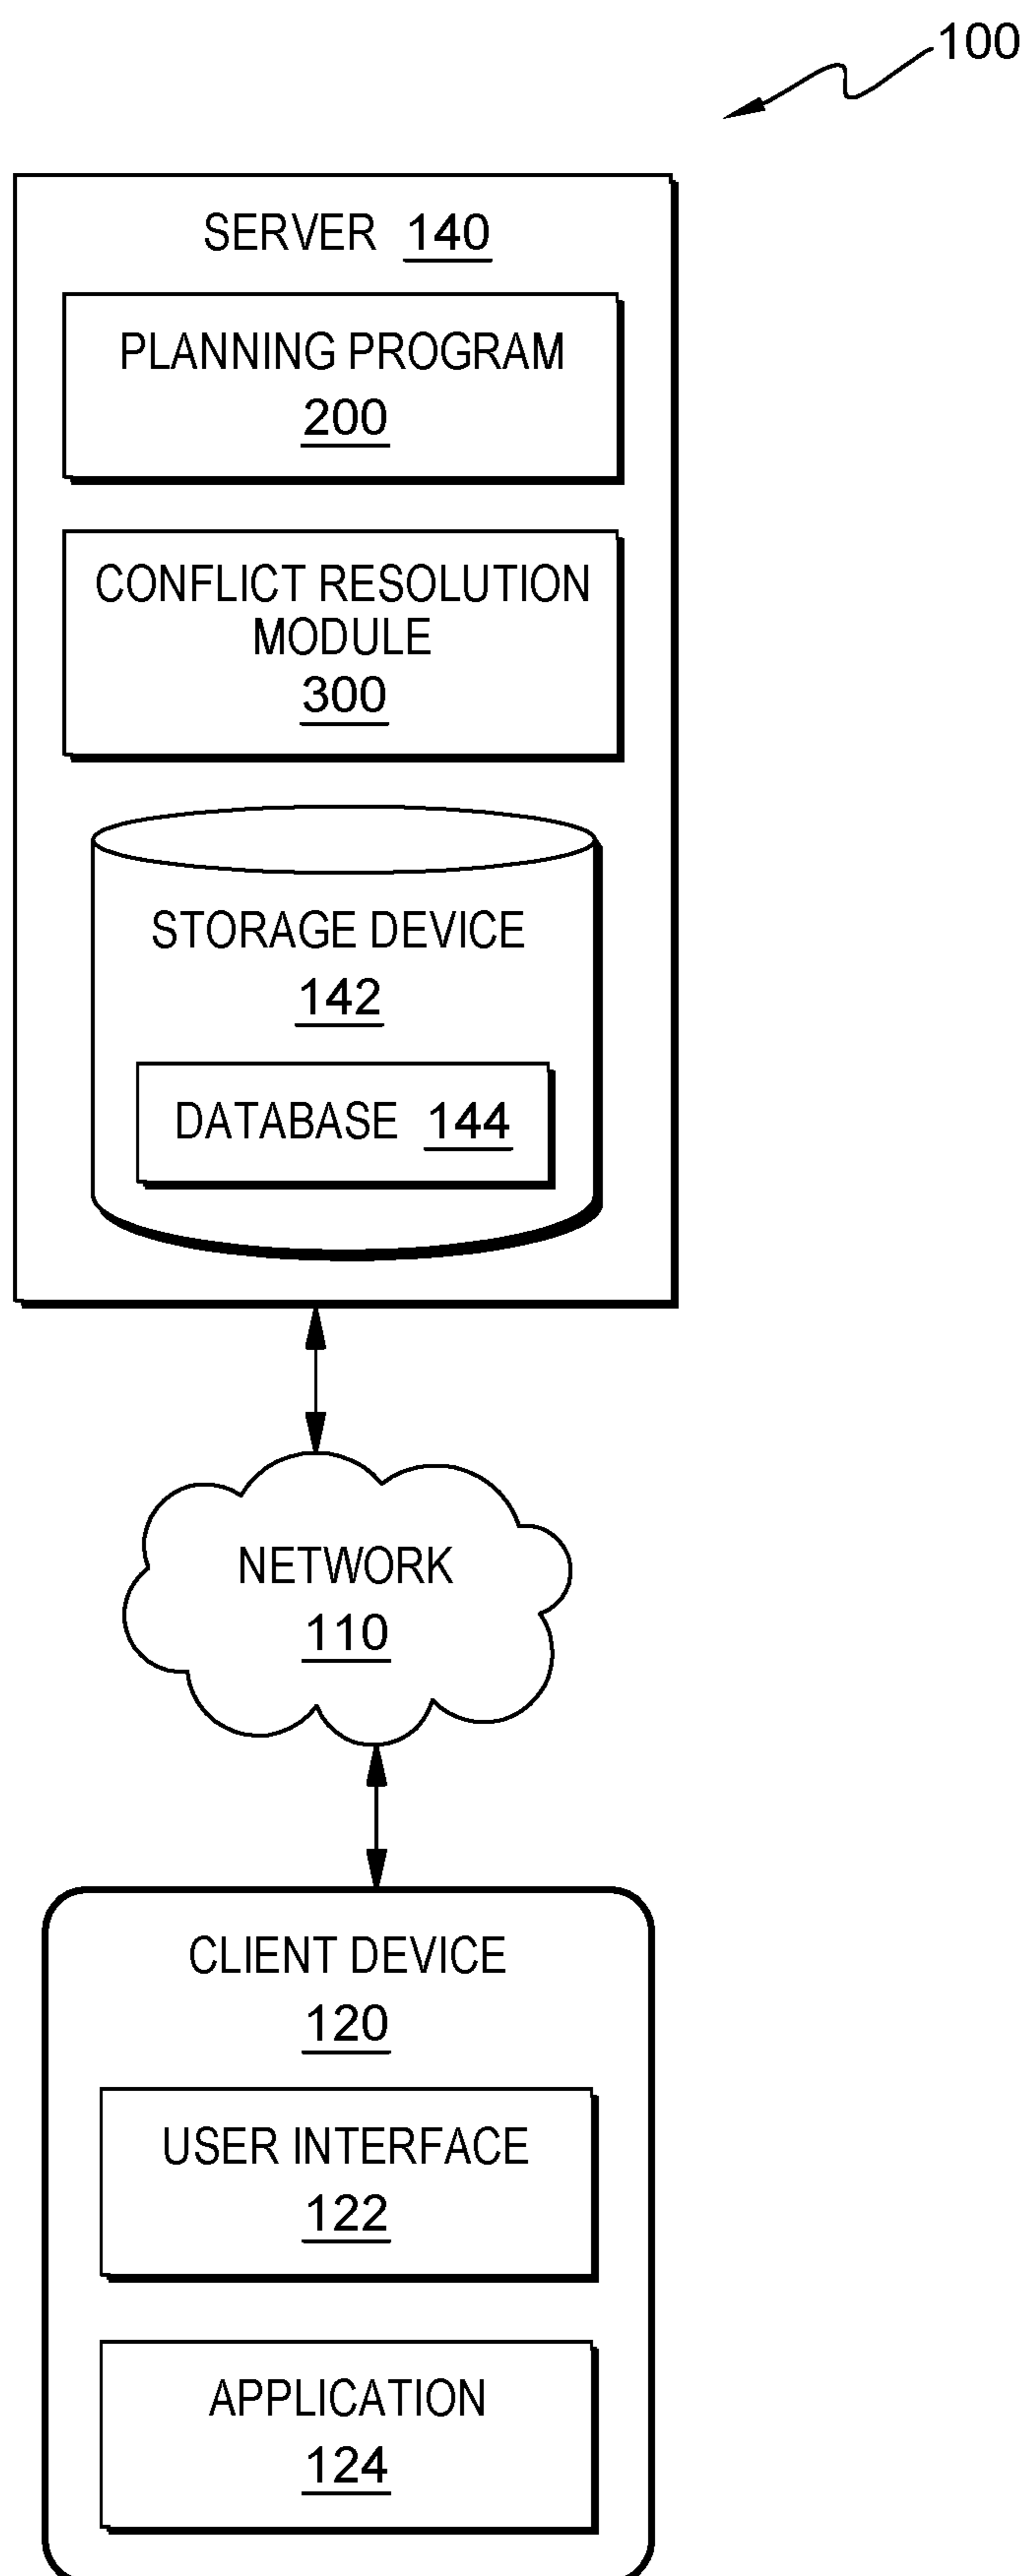 100
SERVER 140
PLANNING PROGRAM
200
CONFLICT RESOLUTION
MODULE
300
STORAGE DEVICE
142
DATABASE 144
NETWORK
110
CLIENT DEVICE
120
USER INTERFACE
122
APPLICATION
124